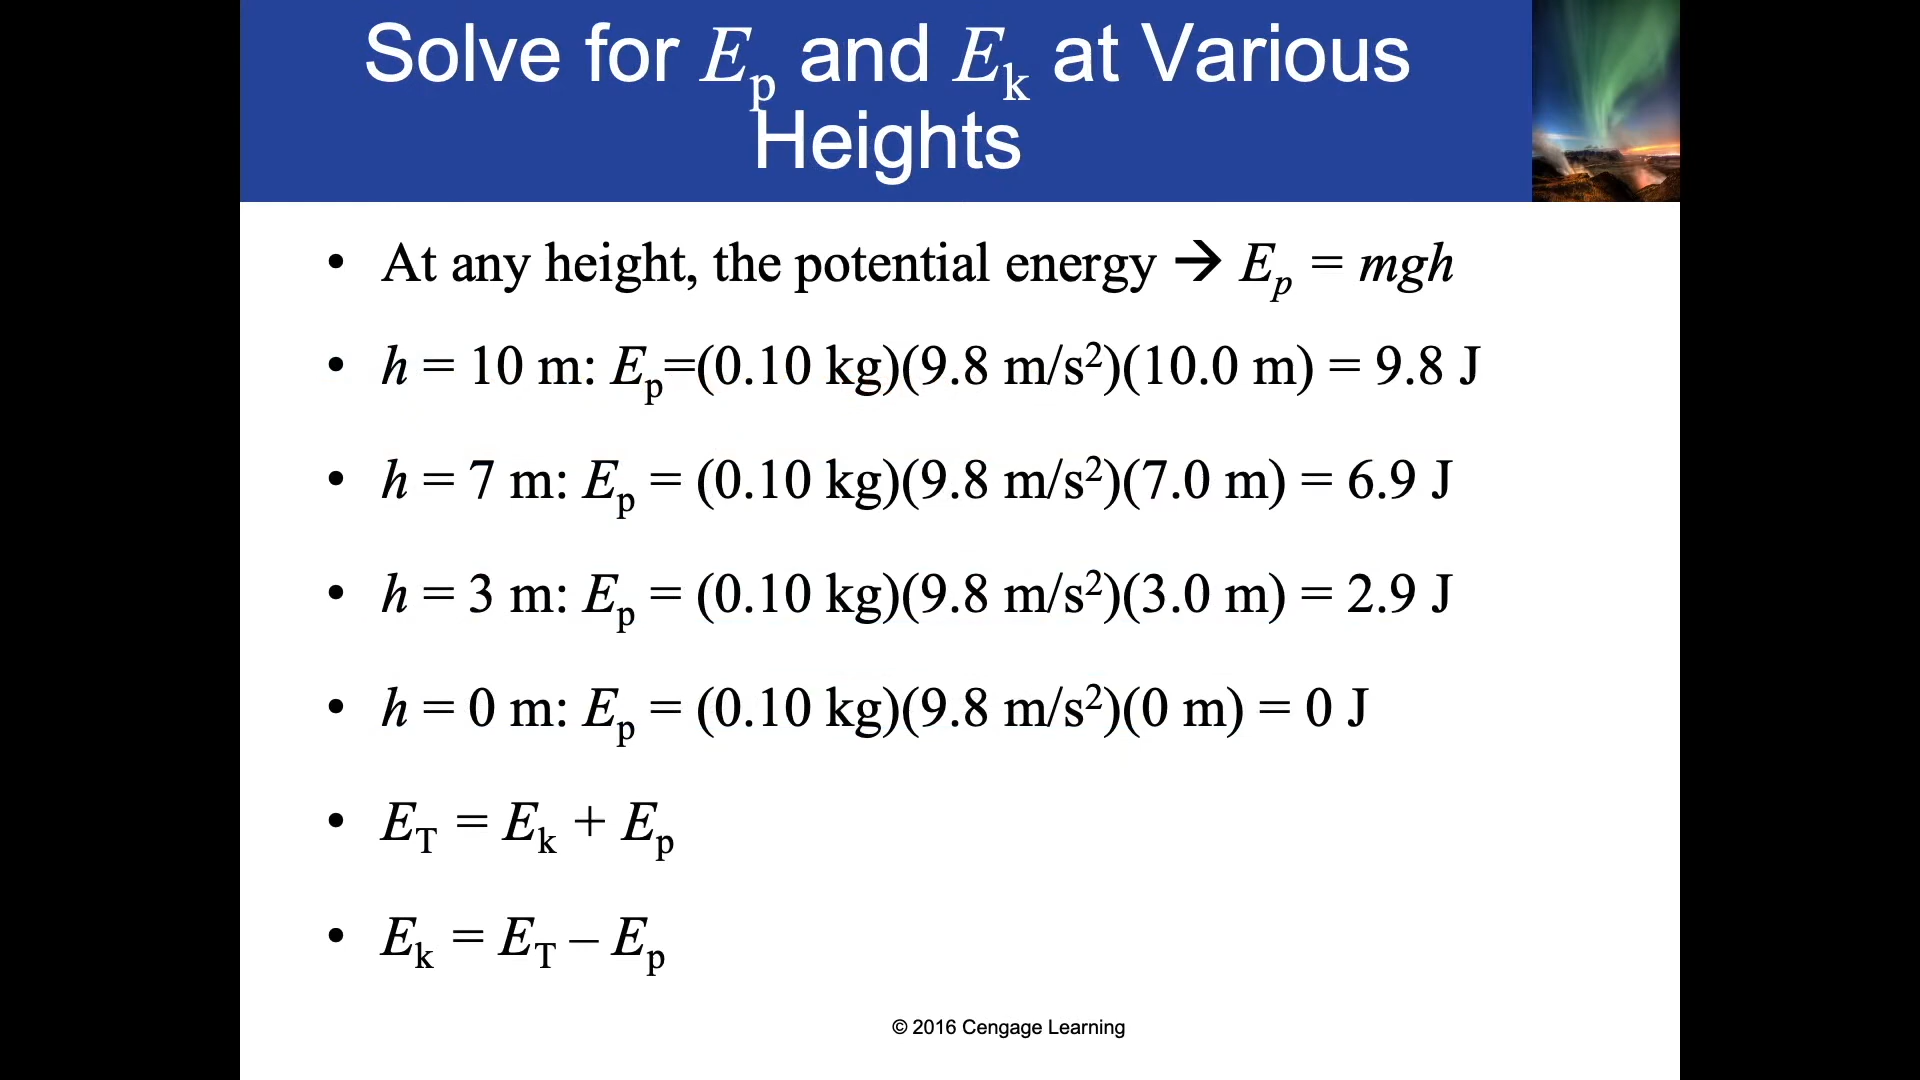 Solve for Eₚ and Eₖ at Various
Heights
• At any height, the potential energy → Eₚ = mgh
• h = 10 m: Eₚ=(0.10 kg)(9.8 m/s²)(10.0 m) = 9.8 J
• h = 7 m: Eₚ = (0.10 kg)(9.8 m/s²)(7.0 m) = 6.9 J
• h = 3 m: Eₚ = (0.10 kg)(9.8 m/s²)(3.0 m) = 2.9 J
• h = 0 m: Eₚ = (0.10 kg)(9.8 m/s²)(0 m) = 0 J
• E_T = Eₖ + Eₚ
• Eₖ = E_T – Eₚ
© 2016 Cengage Learning